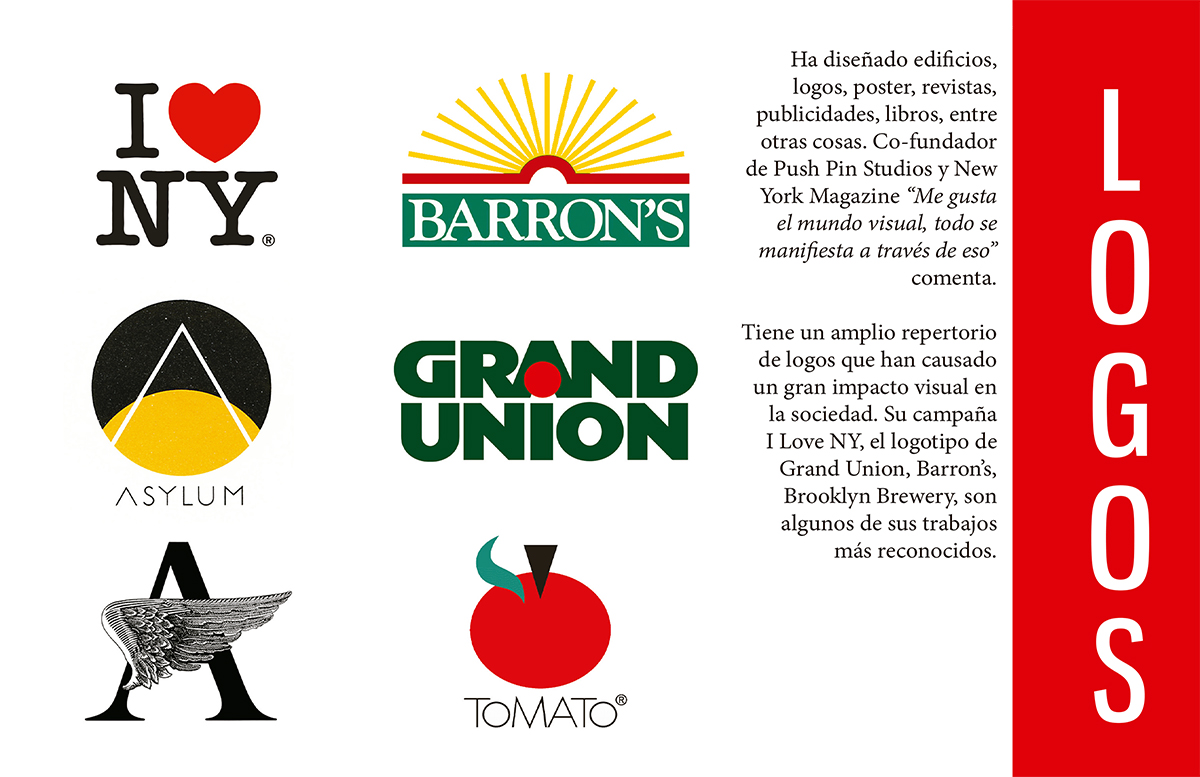 I
NY®
BARRON'S
ASYLUM
GRAND
UNION
A
TOMATO®
Ha diseñado edificios,
logos, poster, revistas,
publicidades, libros, entre
otras cosas. Co-fundador
de Push Pin Studios y New
York Magazine “Me gusta
el mundo visual, todo se
manifiesta a través de eso”
comenta.
Tiene un amplio repertorio
de logos que han causado
un gran impacto visual en
la sociedad. Su campaña
I Love NY, el logotipo de
Grand Union, Barron’s,
Brooklyn Brewery, son
algunos de sus trabajos
más reconocidos.
LOGOS